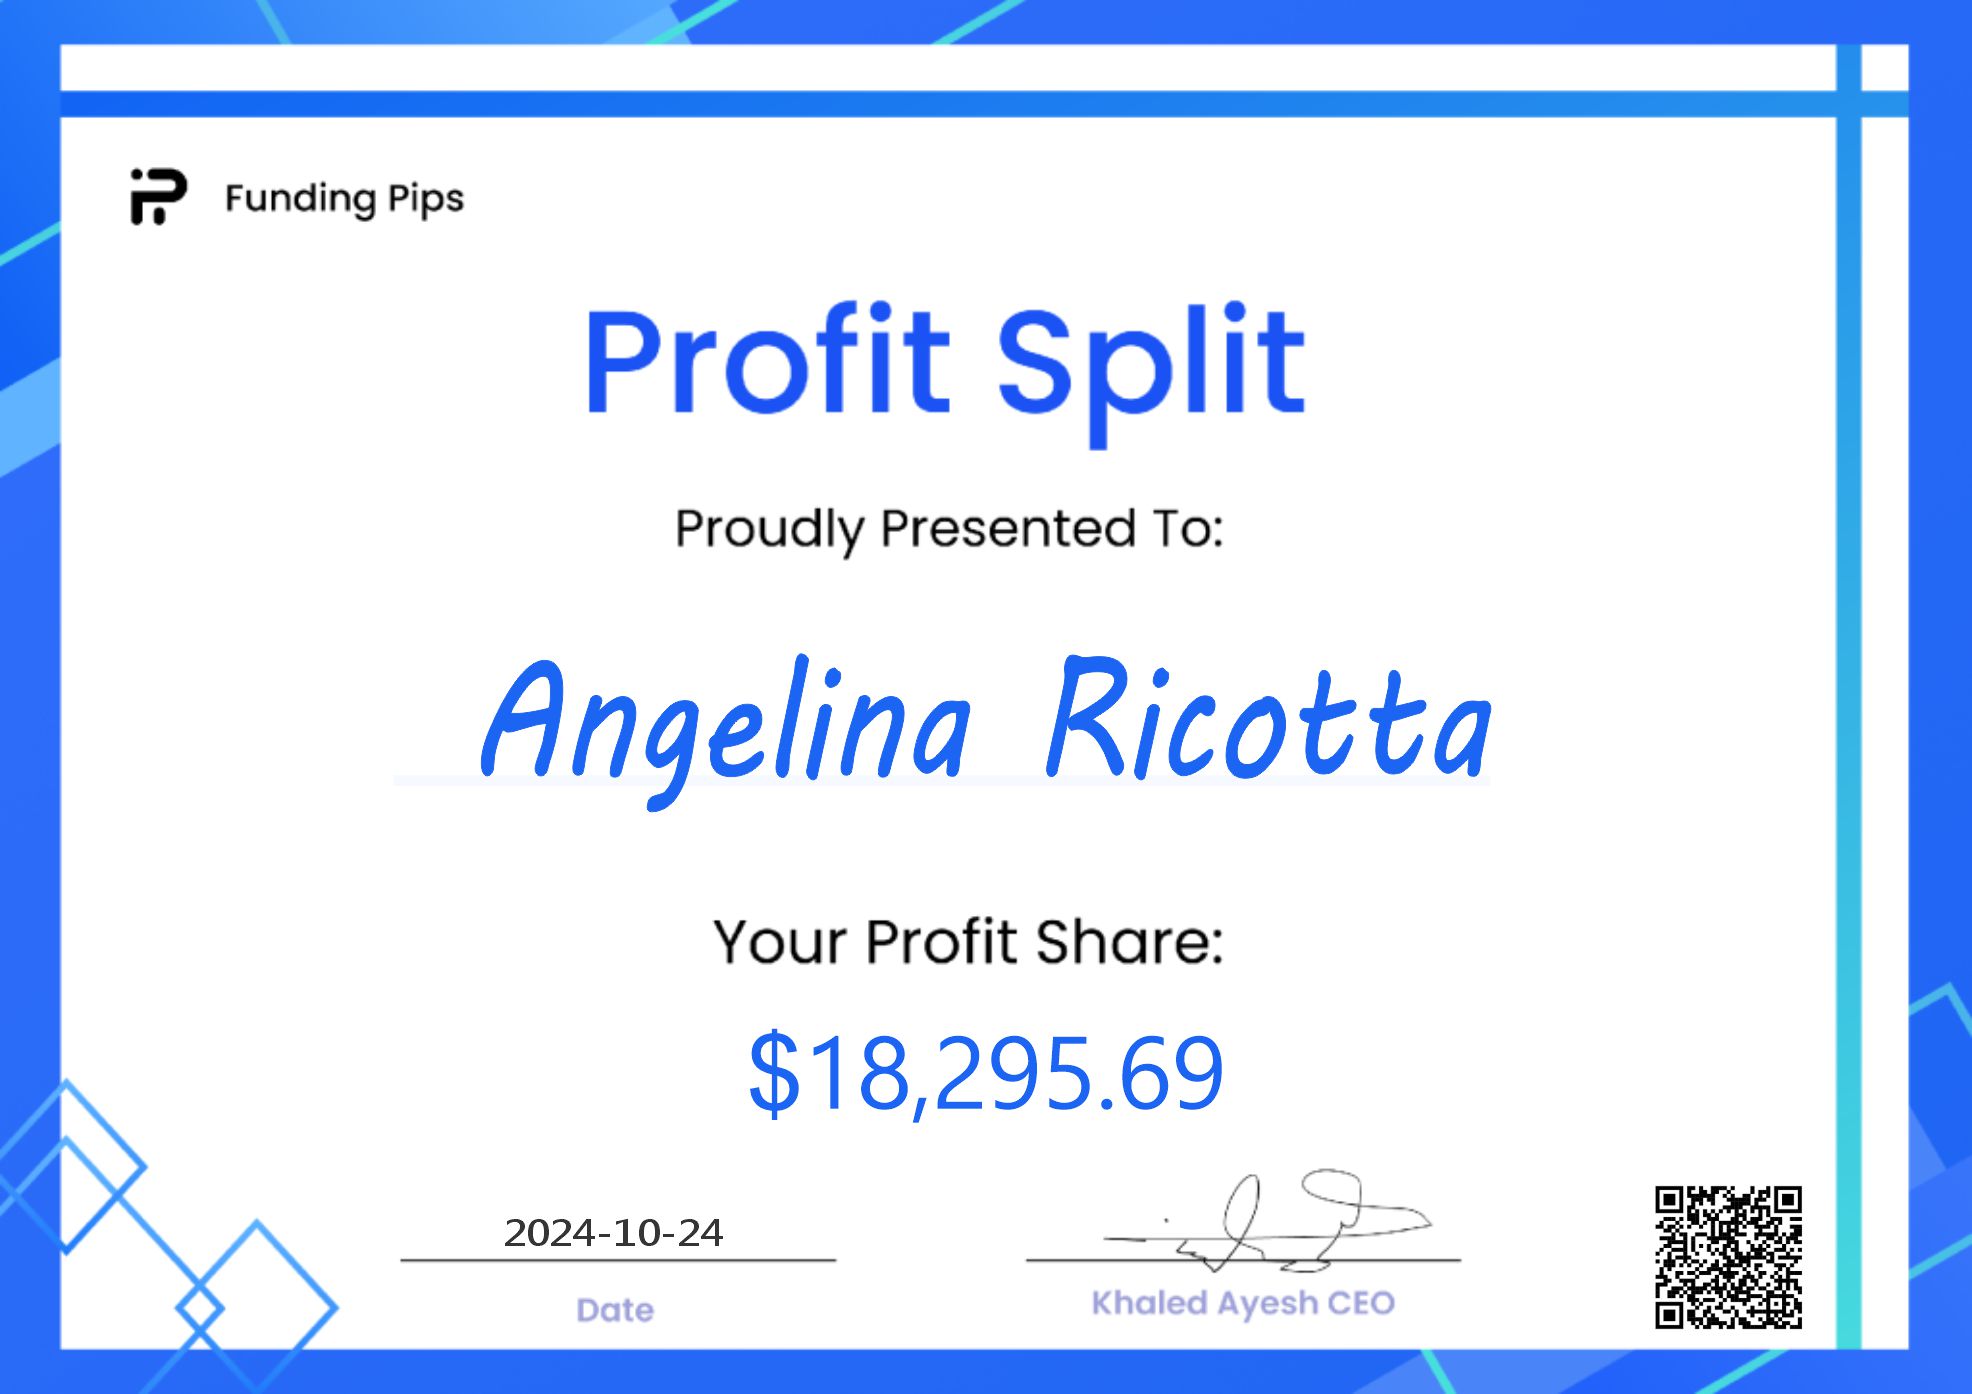 Funding Pips
Profit Split
Proudly Presented To:
Angelina Ricotta
Your Profit Share:
$18,295.69
2024-10-24
Date
Khaled Ayesh CEO